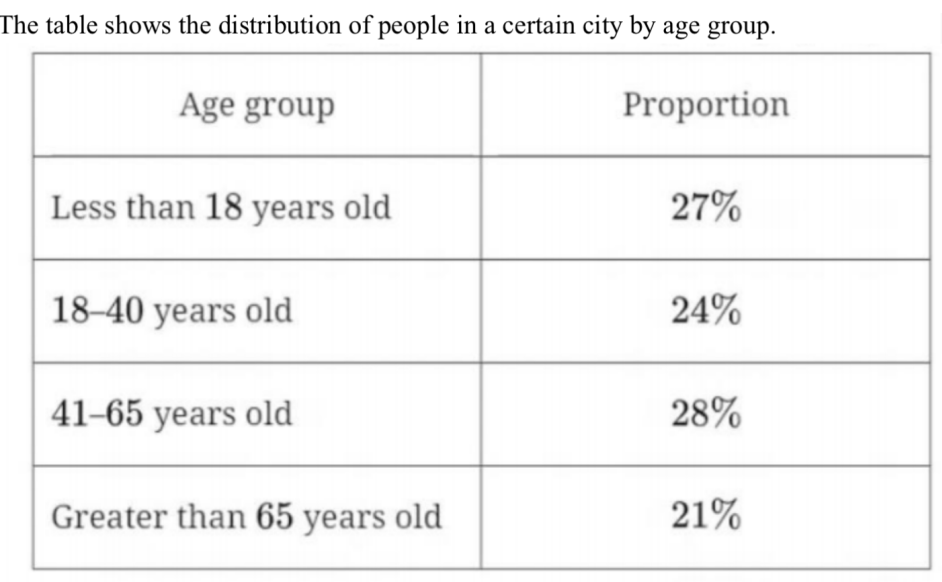 The table shows the distribution of people in a certain city by age group.
Age group Proportion
Less than 18 years old 27%
18–40 years old 24%
41–65 years old 28%
Greater than 65 years old 21%